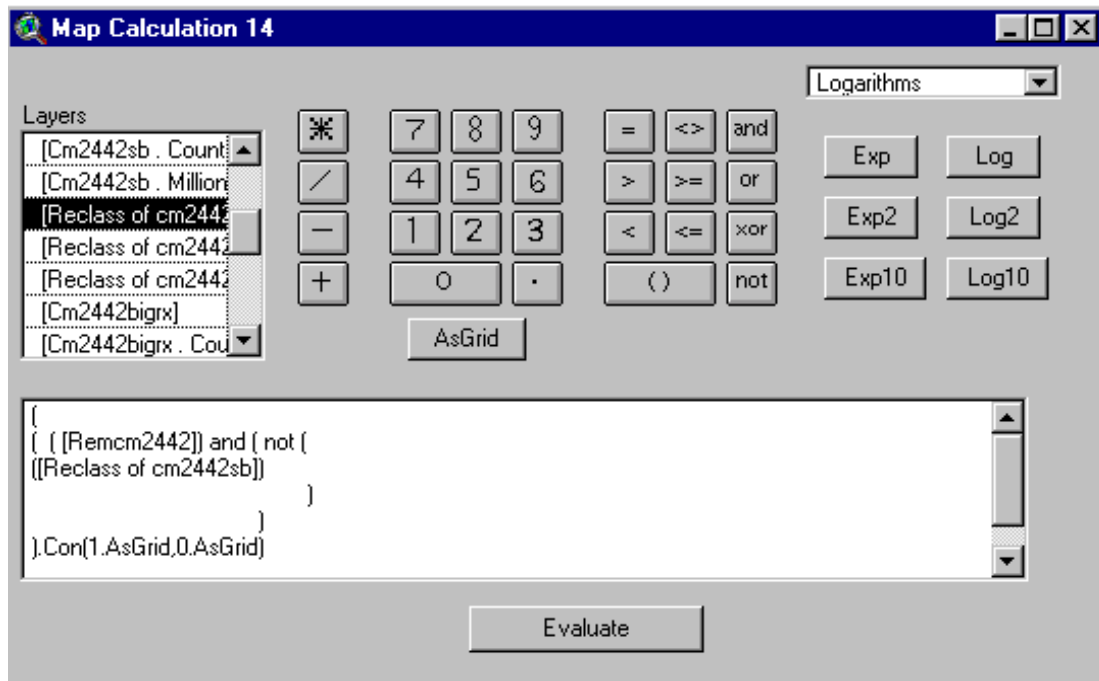 Map Calculation 14
Logarithms
Layers
[Cm2442sb . Count
[Cm2442sb . Million
[Reclass of cm2442
[Reclass of cm2442
[Reclass of cm2442
[Cm2442bigrx]
[Cm2442bigrx . Cou
* 7 8 9 = <> and
/ 4 5 6 > >= or
- 1 2 3 < <= xor
+ 0 . ( ) not
AsGrid
Exp Log
Exp2 Log2
Exp10 Log10
(
( ( [Remcm2442]) and ( not (
([Reclass of cm2442sb])
)
)
).Con(1.AsGrid,0.AsGrid)
Evaluate